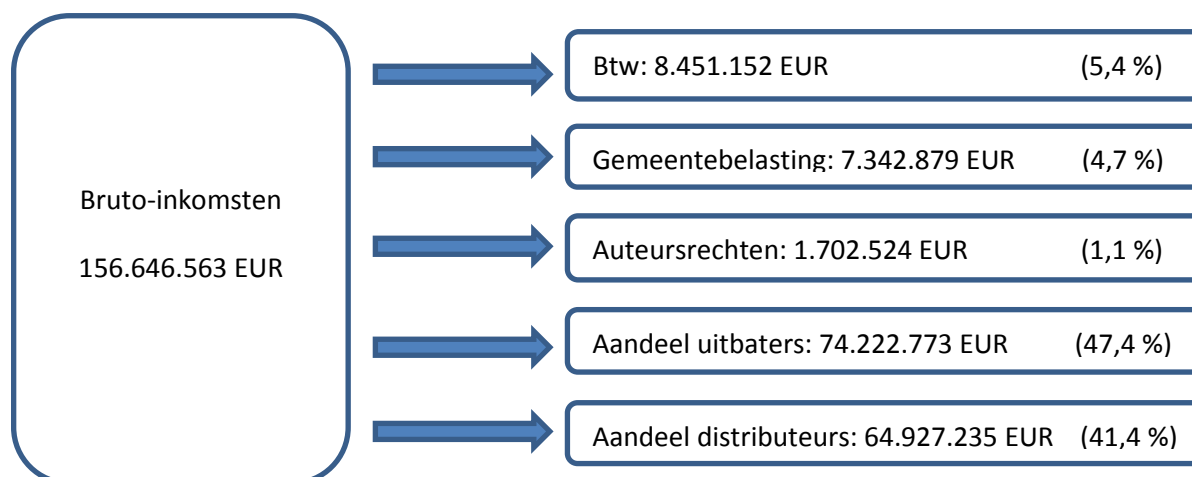 Bruto-inkomsten
156.646.563 EUR
Btw: 8.451.152 EUR (5,4 %)
Gemeentebelasting: 7.342.879 EUR (4,7 %)
Auteursrechten: 1.702.524 EUR (1,1 %)
Aandeel uitbaters: 74.222.773 EUR (47,4 %)
Aandeel distributeurs: 64.927.235 EUR (41,4 %)